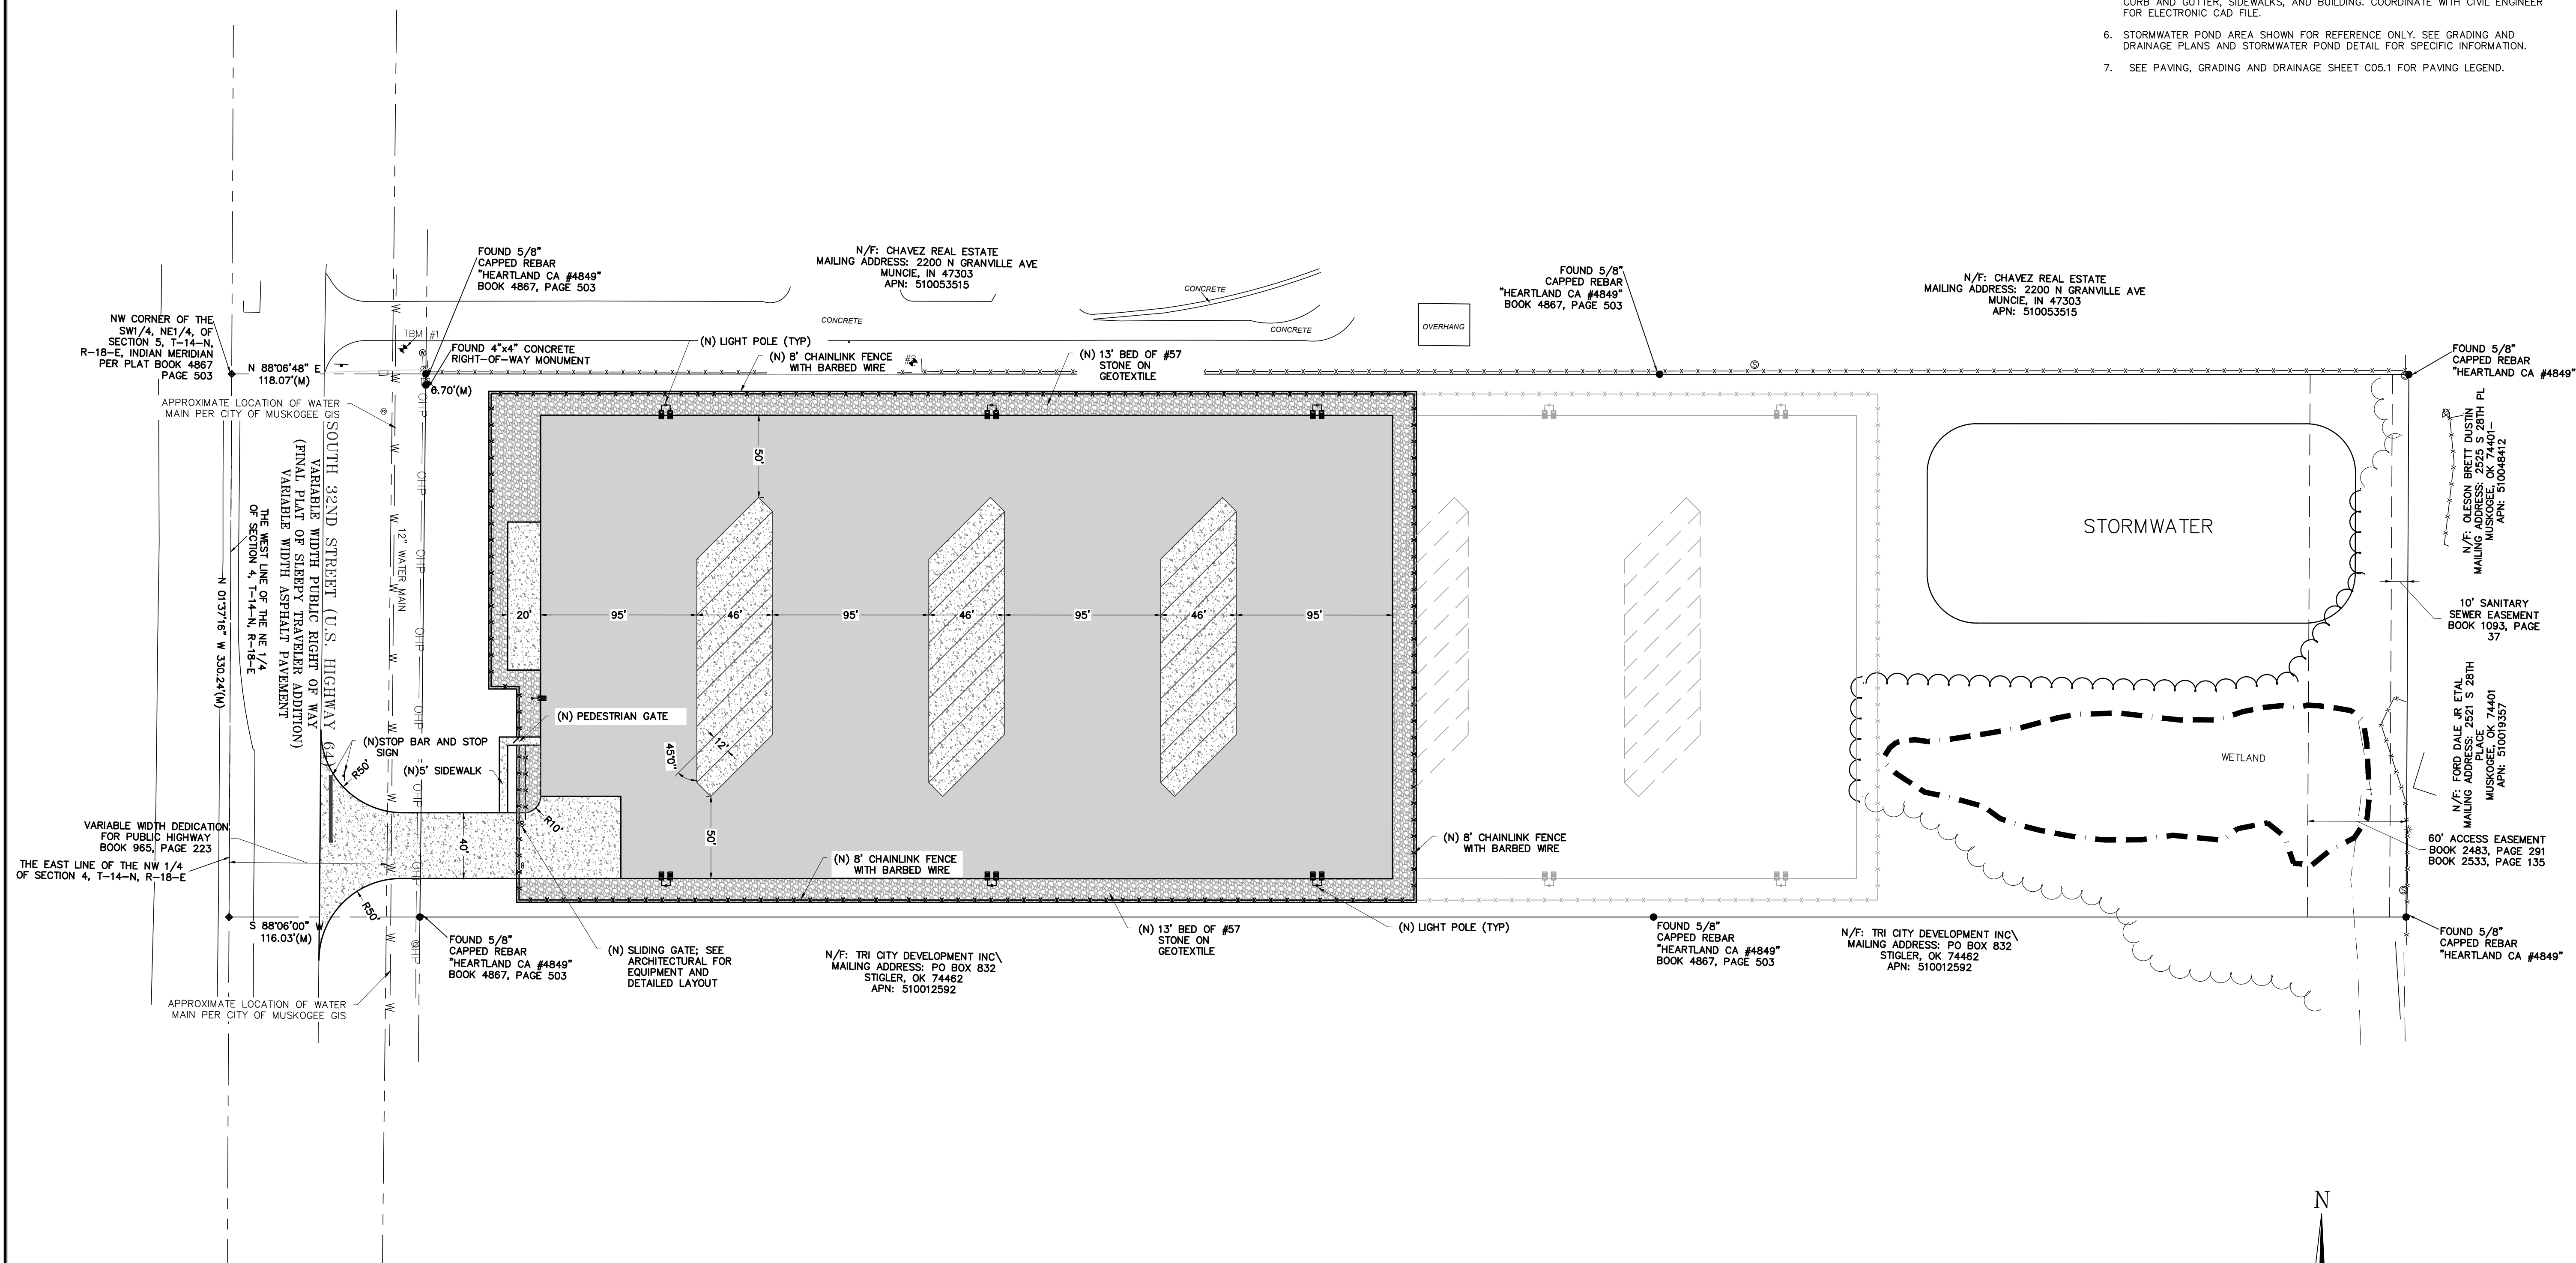 CURB AND GUTTER, SIDEWALKS, AND BUILDING. COORDINATE WITH CIVIL ENGINEER
FOR ELECTRONIC CAD FILE.
6. STORMWATER POND AREA SHOWN FOR REFERENCE ONLY. SEE GRADING AND
DRAINAGE PLANS AND STORMWATER POND DETAIL FOR SPECIFIC INFORMATION.
7. SEE PAVING, GRADING AND DRAINAGE SHEET C05.1 FOR PAVING LEGEND.
FOUND 5/8"
CAPPED REBAR
"HEARTLAND CA #4849"
BOOK 4867, PAGE 503
N/F: CHAVEZ REAL ESTATE
MAILING ADDRESS: 2200 N GRANVILLE AVE
MUNCIE, IN 47303
APN: 510053515
FOUND 5/8"
CAPPED REBAR
"HEARTLAND CA #4849"
BOOK 4867, PAGE 503
N/F: CHAVEZ REAL ESTATE
MAILING ADDRESS: 2200 N GRANVILLE AVE
MUNCIE, IN 47303
APN: 510053515
CONCRETE
CONCRETE
CONCRETE
OVERHANG
NW CORNER OF THE
SW1/4, NE1/4, OF
SECTION 5, T-14-N,
R-18-E, INDIAN MERIDIAN
PER PLAT BOOK 4867
PAGE 503
N 88°06'48" E
118.07'(M)
TBM #1
FOUND 4"x4" CONCRETE
RIGHT-OF-WAY MONUMENT
6.70'(M)
(N) LIGHT POLE (TYP)
(N) 8' CHAINLINK FENCE
WITH BARBED WIRE
#2
(N) 13' BED OF #57
STONE ON
GEOTEXTILE
FOUND 5/8"
CAPPED REBAR
"HEARTLAND CA #4849"
APPROXIMATE LOCATION OF WATER
MAIN PER CITY OF MUSKOGEE GIS
SOUTH 32ND STREET (U.S. HIGHWAY 64)
VARIABLE WIDTH PUBLIC RIGHT OF WAY
(FINAL PLAT OF SLEEPY TRAVELER ADDITION)
VARIABLE WIDTH ASPHALT PAVEMENT
THE WEST LINE OF THE NE 1/4
OF SECTION 4, T-14-N, R-18-E
N 01°37'16" W 330.24'(M)
12" WATER MAIN
W W W W W W W W W W W
OHP OHP OHP OHP OHP OHP OHP OHP
50'
20'
95'
46'
95'
46'
95'
46'
95'
STORMWATER
N/F: OLESON BRETT DUSTIN
MAILING ADDRESS: 2525 S 28TH PL
MUSKOGEE, OK 74401-
APN: 510048412
10' SANITARY
SEWER EASEMENT
BOOK 1093, PAGE
37
(N) PEDESTRIAN GATE
(N)STOP BAR AND STOP
SIGN
(N)5' SIDEWALK
R50'
12'
45°0"
50'
40'
R10'
R50'
WETLAND
N/F: FORD DALE JR ETAL
MAILING ADDRESS: 2521 S 28TH
PLACE
MUSKOGEE, OK 74401
APN: 510019357
VARIABLE WIDTH DEDICATION
FOR PUBLIC HIGHWAY
BOOK 965, PAGE 223
THE EAST LINE OF THE NW 1/4
OF SECTION 4, T-14-N, R-18-E
(N) 8' CHAINLINK FENCE
WITH BARBED WIRE
(N) 8' CHAINLINK FENCE
WITH BARBED WIRE
60' ACCESS EASEMENT
BOOK 2483, PAGE 291
BOOK 2533, PAGE 135
S 88°06'00" W
116.03'(M)
FOUND 5/8"
CAPPED REBAR
"HEARTLAND CA #4849"
BOOK 4867, PAGE 503
(N) SLIDING GATE; SEE
ARCHITECTURAL FOR
EQUIPMENT AND
DETAILED LAYOUT
N/F: TRI CITY DEVELOPMENT INC\
MAILING ADDRESS: PO BOX 832
STIGLER, OK 74462
APN: 510012592
(N) 13' BED OF #57
STONE ON
GEOTEXTILE
(N) LIGHT POLE (TYP)
FOUND 5/8"
CAPPED REBAR
"HEARTLAND CA #4849"
BOOK 4867, PAGE 503
N/F: TRI CITY DEVELOPMENT INC\
MAILING ADDRESS: PO BOX 832
STIGLER, OK 74462
APN: 510012592
FOUND 5/8"
CAPPED REBAR
"HEARTLAND CA #4849"
APPROXIMATE LOCATION OF WATER
MAIN PER CITY OF MUSKOGEE GIS
N